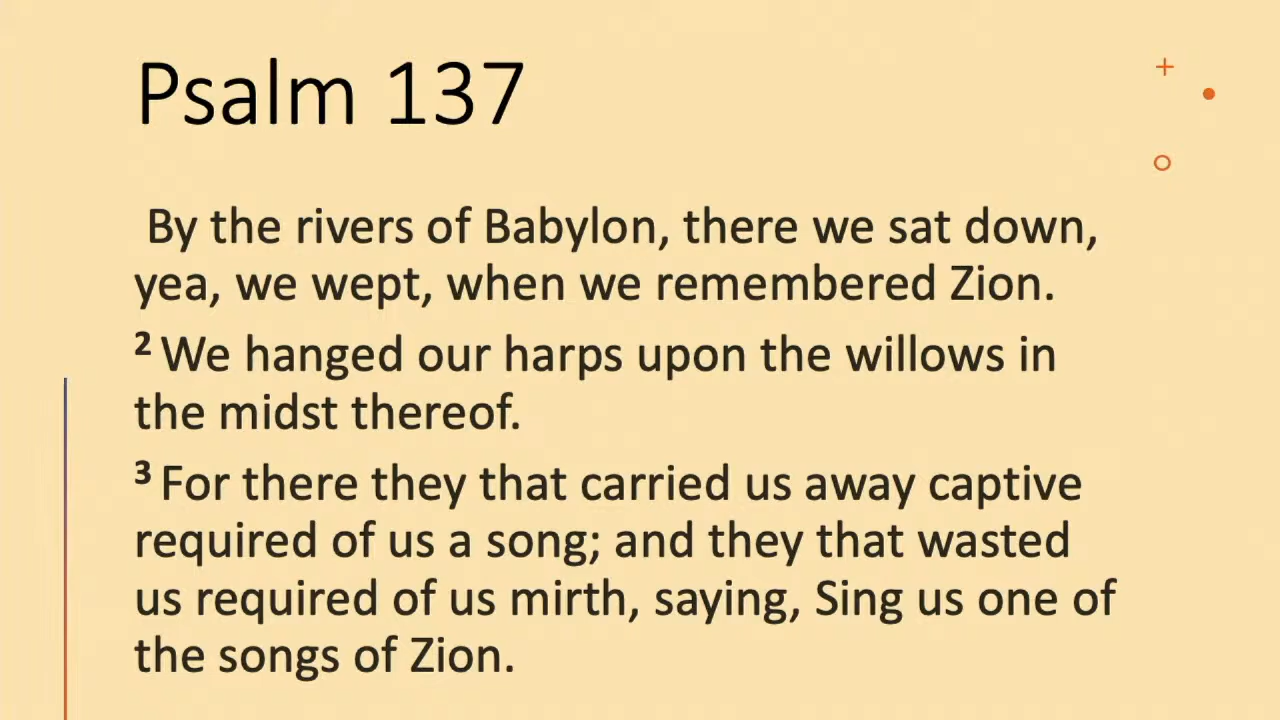 Psalm 137
By the rivers of Babylon, there we sat down,
yea, we wept, when we remembered Zion.
² We hanged our harps upon the willows in
the midst thereof.
³ For there they that carried us away captive
required of us a song; and they that wasted
us required of us mirth, saying, Sing us one of
the songs of Zion.